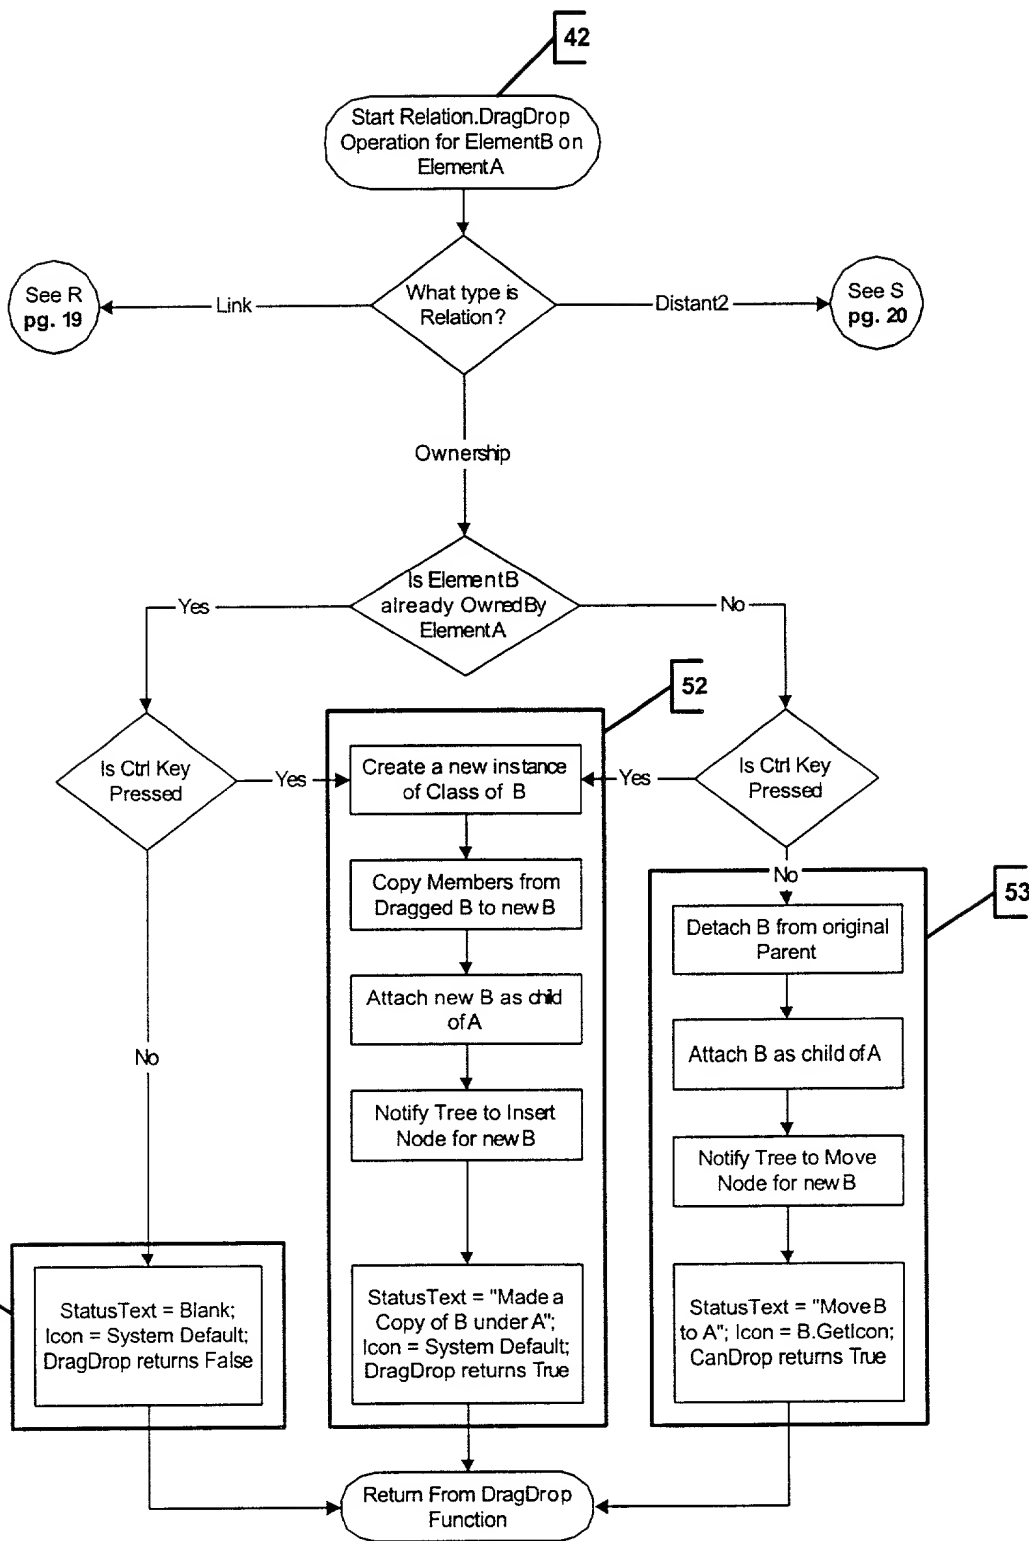 42
Start Relation.DragDrop
Operation for ElementB on
ElementA
What type is
Relation?
Link
See R
pg. 19
Distant2
See S
pg. 20
Ownership
Is ElementB
already OwnedBy
ElementA
Yes
No
52
Is Ctrl Key
Pressed
Yes
Create a new instance
of Class of B
Yes
Is Ctrl Key
Pressed
No
53
Copy Members from
Dragged B to new B
Detach B from original
Parent
Attach new B as child
of A
Attach B as child of A
No
Notify Tree to Insert
Node for new B
Notify Tree to Move
Node for new B
StatusText = Blank;
Icon = System Default;
DragDrop returns False
StatusText = "Made a
Copy of B under A";
Icon = System Default;
DragDrop returns True
StatusText = "Move B
to A"; Icon = B.GetIcon;
CanDrop returns True
Return From DragDrop
Function